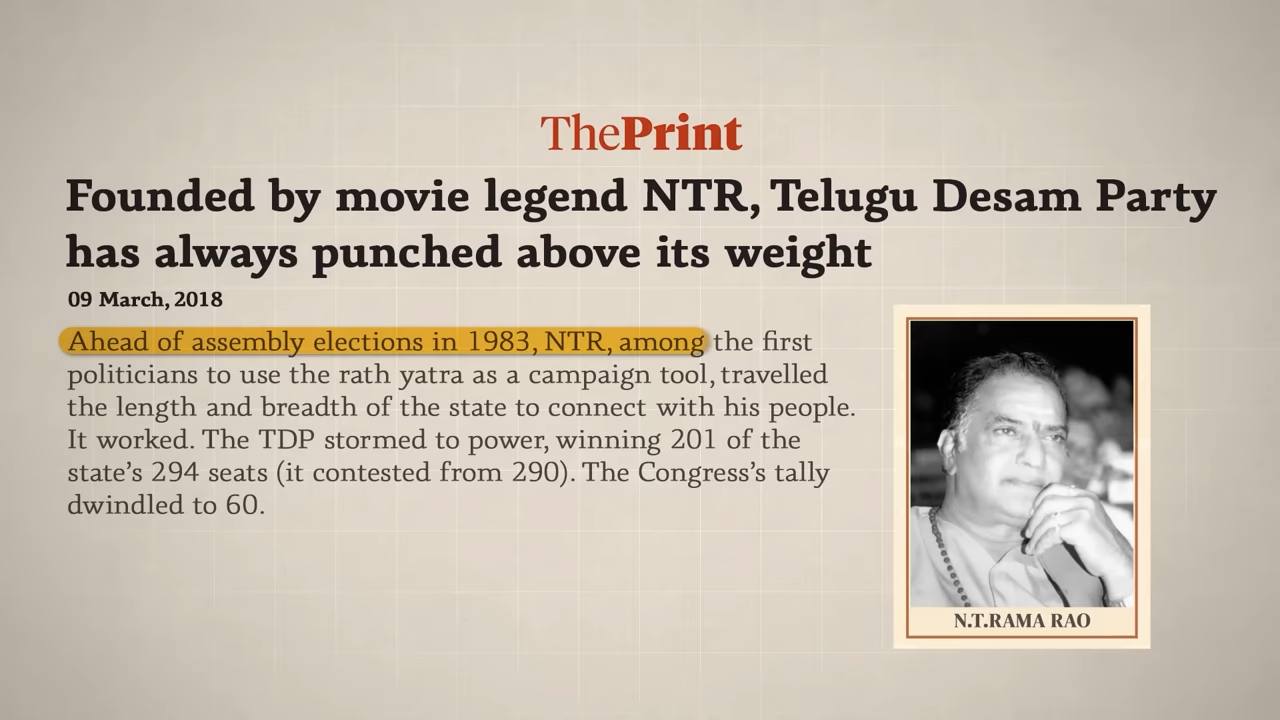 ThePrint
Founded by movie legend NTR, Telugu Desam Party
has always punched above its weight
09 March, 2018
Ahead of assembly elections in 1983, NTR, among the first
politicians to use the rath yatra as a campaign tool, travelled
the length and breadth of the state to connect with his people.
It worked. The TDP stormed to power, winning 201 of the
state's 294 seats (it contested from 290). The Congress's tally
dwindled to 60.
N.T.RAMA RAO